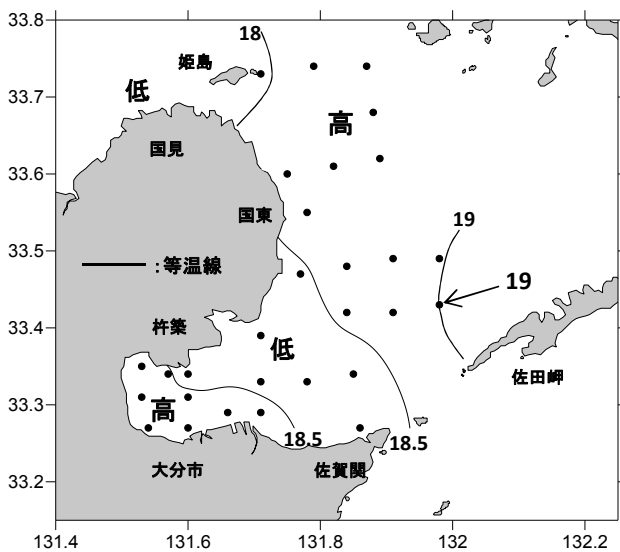 33.8
33.7
33.6
33.5
33.4
33.3
33.2
131.4
131.6
131.8
132
132.2
18
姫島
低
高
国見
国東
19
:等温線
19
杵築
低
佐田岬
高
18.5
18.5
大分市
佐賀関